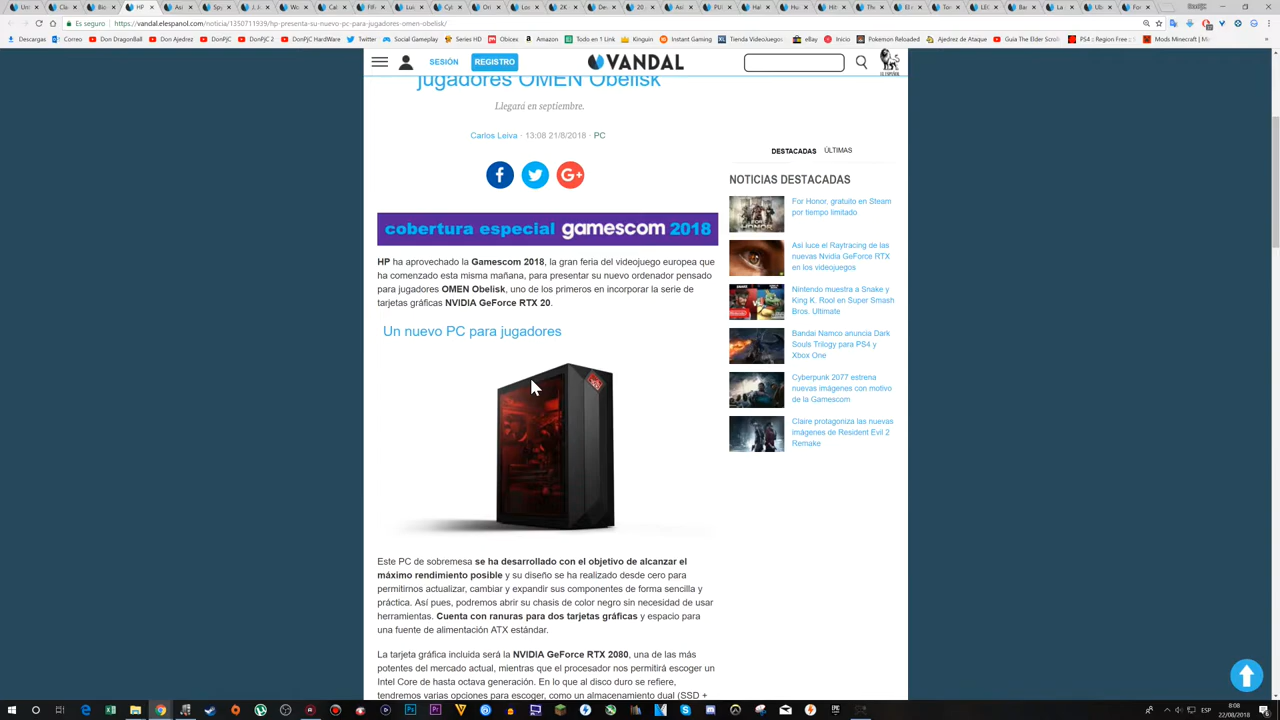 Es seguro
https://vandal.elespanol.com/noticia/1350711939/hp-presenta-su-nuevo-pc-para-jugadores-omen-obelisk/
Descargas Correo Don DragonBall Don Ajedrez DonPjC 2 DonPjC HardWare Twitter Social Gameplay Series HD 0bices Amazon Todo en 1 Link Kinguin Instant Gaming Tienda VideoJuegos eBay Inicio Pokemon Reloaded Ajedrez de Ataque Guia The Elder Scroll PS4 :: Region Free :: Mods Minecraft | M
SESIÓN REGISTRO VANDAL
EL ESPAÑOL
jugadores OMEN Obelisk
Llegará en septiembre.
Carlos Leiva · 13:08 21/8/2018 · PC
cobertura especial gamescom 2018
HP ha aprovechado la Gamescom 2018, la gran feria del videojuego europea que
ha comenzado esta misma mañana, para presentar su nuevo ordenador pensado
para jugadores OMEN Obelisk, uno de los primeros en incorporar la serie de
tarjetas gráficas NVIDIA GeForce RTX 20.
Un nuevo PC para jugadores
Este PC de sobremesa se ha desarrollado con el objetivo de alcanzar el
máximo rendimiento posible y su diseño se ha realizado desde cero para
permitirnos actualizar, cambiar y expandir sus componentes de forma sencilla y
práctica. Así pues, podremos abrir su chasis de color negro sin necesidad de usar
herramientas. Cuenta con ranuras para dos tarjetas gráficas y espacio para
una fuente de alimentación ATX estándar.
La tarjeta gráfica incluida será la NVIDIA GeForce RTX 2080, una de las más
potentes del mercado actual, mientras que el procesador nos permitirá escoger un
Intel Core de hasta octava generación. En lo que al disco duro se refiere,
tendremos varias opciones para escoger, como un almacenamiento dual (SSD +
DESTACADAS ÚLTIMAS
NOTICIAS DESTACADAS
For Honor, gratuito en Steam
por tiempo limitado
Así luce el Raytracing de las
nuevas Nvidia GeForce RTX
en los videojuegos
Nintendo muestra a Snake y
King K. Rool en Super Smash
Bros. Ultimate
Bandai Namco anuncia Dark
Souls Trilogy para PS4 y
Xbox One
Cyberpunk 2077 estrena
nuevas imágenes con motivo
de la Gamescom
Claire protagoniza las nuevas
imágenes de Resident Evil 2
Remake
ESP
8:08
22/08/2018